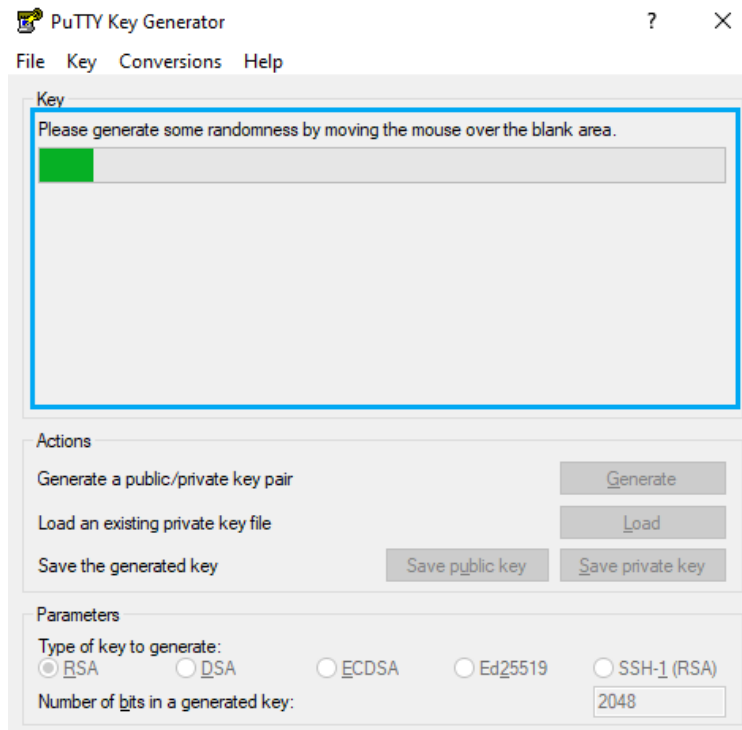 PuTTY Key Generator ? ×
File Key Conversions Help
Key
Please generate some randomness by moving the mouse over the blank area.
Actions
Generate a public/private key pair Generate
Load an existing private key file Load
Save the generated key Save public key Save private key
Parameters
Type of key to generate:
RSA DSA ECDSA Ed25519 SSH-1 (RSA)
Number of bits in a generated key: 2048